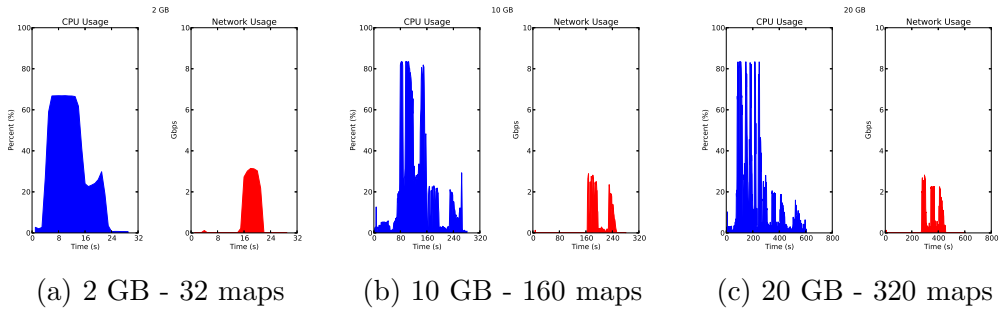 2 GB
CPU Usage
Network Usage
100
80
60
40
20
0
Percent (%)
0 8 16 24 32
Time (s)
10
8
6
4
2
0
Gbps
0 8 16 24 32
Time (s)
10 GB
CPU Usage
Network Usage
100
80
60
40
20
0
Percent (%)
0 80 160 240 320
Time (s)
10
8
6
4
2
0
Gbps
0 80 160 240 320
Time (s)
20 GB
CPU Usage
Network Usage
100
80
60
40
20
0
Percent (%)
0 200 400 600 800
Time (s)
10
8
6
4
2
0
Gbps
0 200 400 600 800
Time (s)
(a) 2 GB - 32 maps
(b) 10 GB - 160 maps
(c) 20 GB - 320 maps